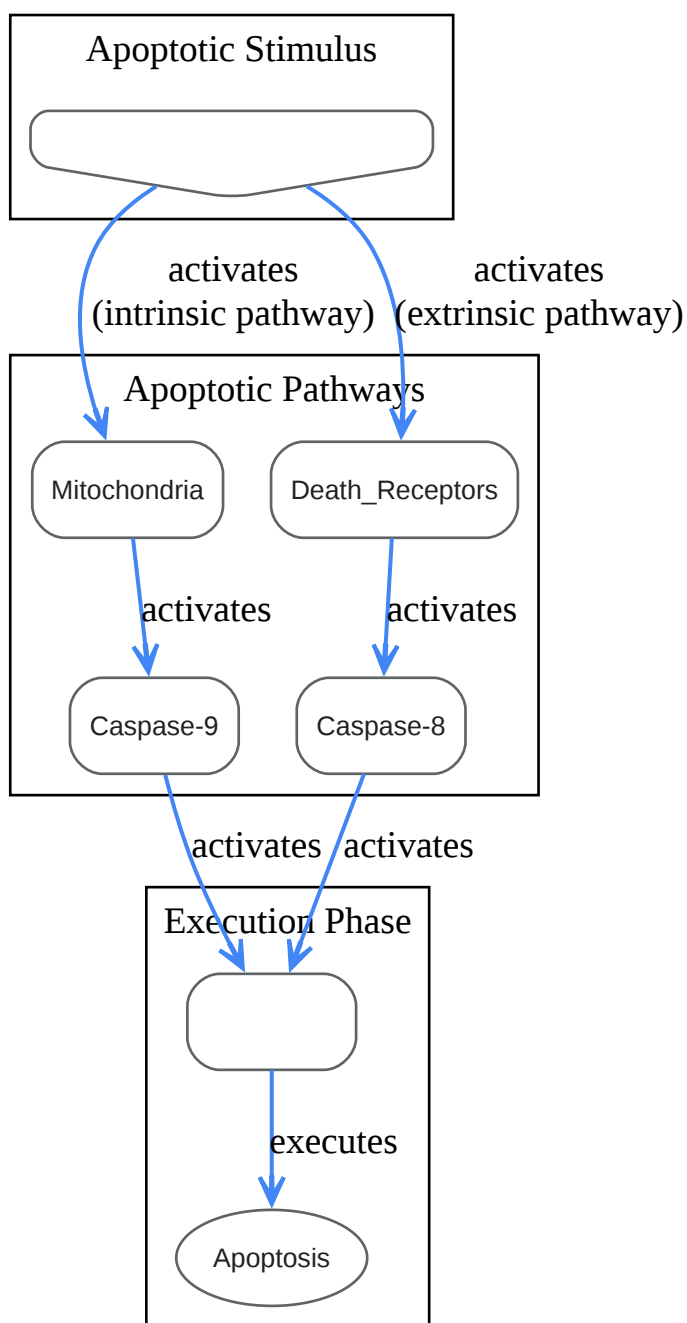 Apoptotic Stimulus
activates
(intrinsic pathway)
activates
(extrinsic pathway)
Apoptotic Pathways
Mitochondria
Death_Receptors
activates
activates
Caspase-9
Caspase-8
activates
activates
Execution Phase
executes
Apoptosis